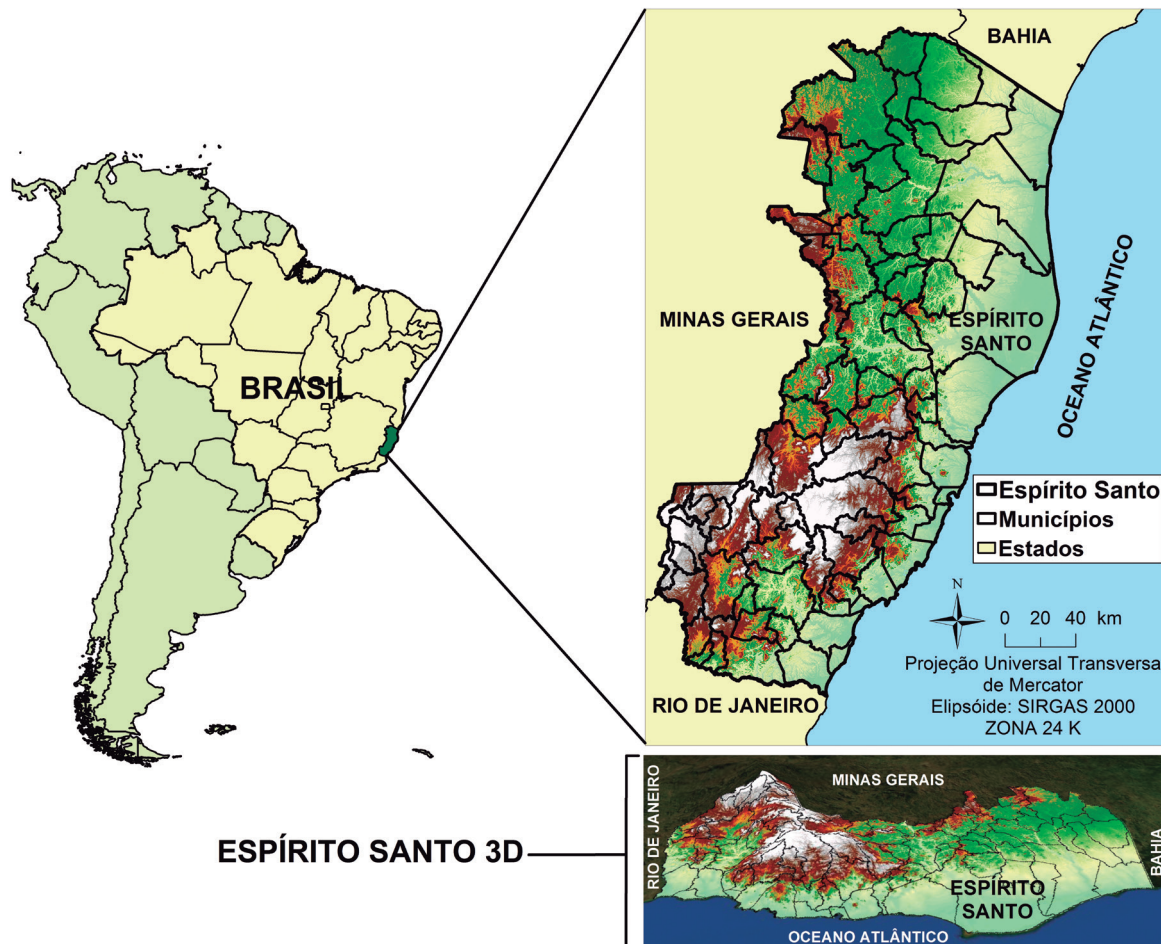 BRASIL
BAHIA
MINAS GERAIS
ESPÍRITO
SANTO
OCEANO ATLÂNTICO
Espírito Santo
Municípios
Estados
N
0 20 40 km
Projeção Universal Transversa
de Mercator
Elipsóide: SIRGAS 2000
ZONA 24 K
RIO DE JANEIRO
ESPÍRITO SANTO 3D
RIO DE JANEIRO
MINAS GERAIS
BAHIA
ESPÍRITO
SANTO
OCEANO ATLÂNTICO